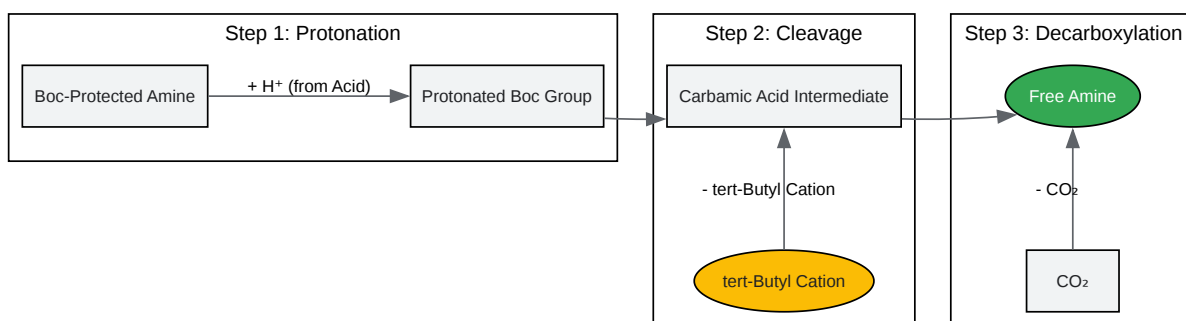 Step 1: Protonation
Boc-Protected Amine
+ H⁺ (from Acid)
Protonated Boc Group
Step 2: Cleavage
Carbamic Acid Intermediate
- tert-Butyl Cation
tert-Butyl Cation
Step 3: Decarboxylation
Free Amine
- CO₂
CO₂